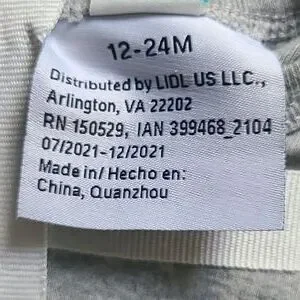 12-24M
Distributed by LIDL US LLC.,
Arlington, VA 22202
RN 150529, IAN 399468_2104
07/2021-12/2021
Made in/ Hecho en:
China, Quanzhou